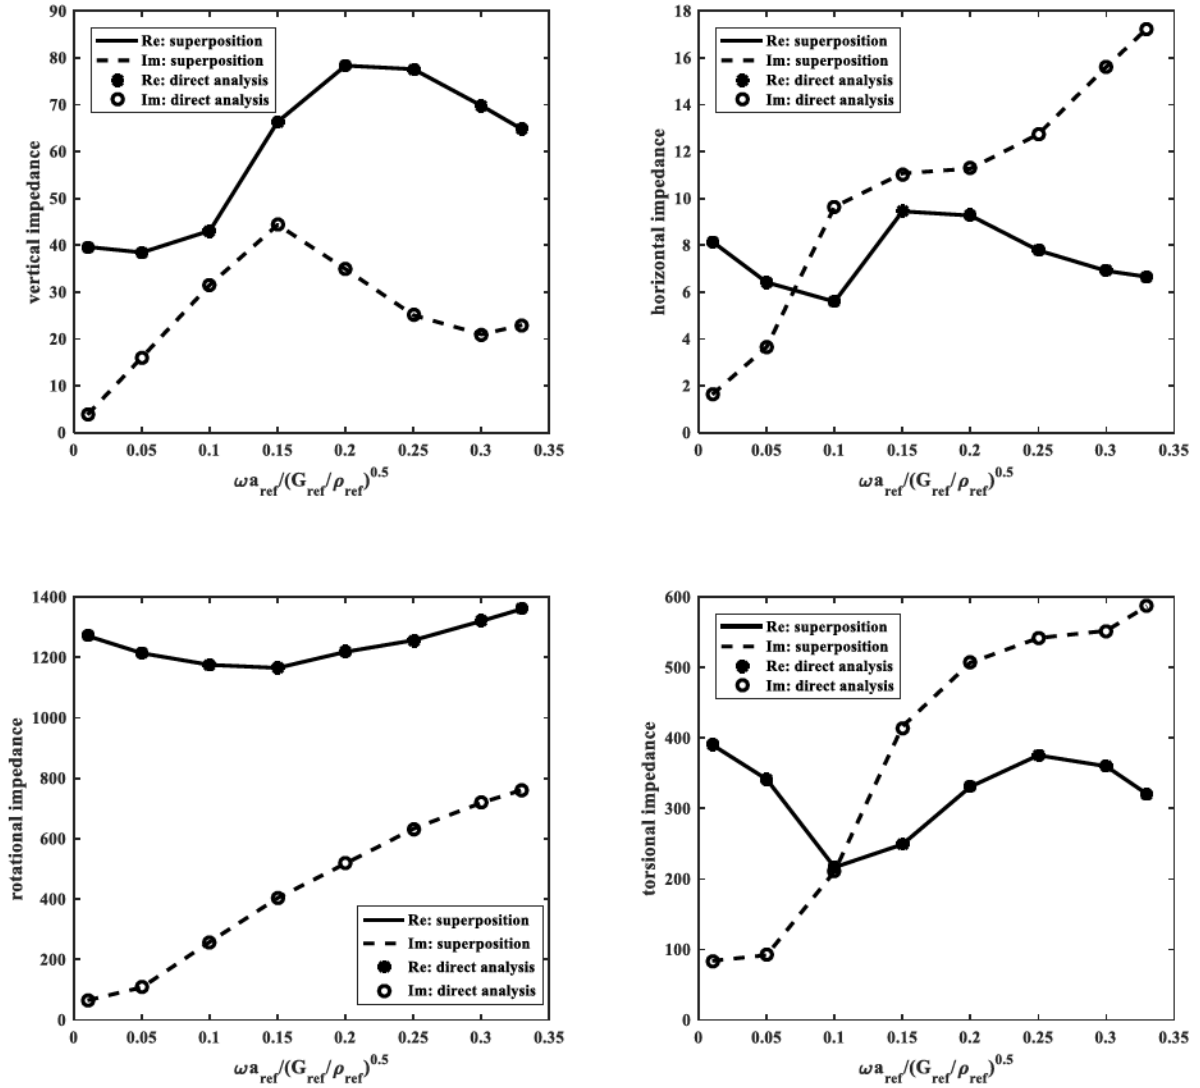 90
80
70
60
50
40
30
20
10
0
vertical impedance
Re: superposition
Im: superposition
Re: direct analysis
Im: direct analysis
0 0.05 0.1 0.15 0.2 0.25 0.3 0.35
ωa_ref/(G_ref/ρ_ref)^0.5
18
16
14
12
10
8
6
4
2
0
horizontal impedance
Re: superposition
Im: superposition
Re: direct analysis
Im: direct analysis
0 0.05 0.1 0.15 0.2 0.25 0.3 0.35
ωa_ref/(G_ref/ρ_ref)^0.5
1400
1200
1000
800
600
400
200
0
rotational impedance
Re: superposition
Im: superposition
Re: direct analysis
Im: direct analysis
0 0.05 0.1 0.15 0.2 0.25 0.3 0.35
ωa_ref/(G_ref/ρ_ref)^0.5
600
500
400
300
200
100
0
torsional impedance
Re: superposition
Im: superposition
Re: direct analysis
Im: direct analysis
0 0.05 0.1 0.15 0.2 0.25 0.3 0.35
ωa_ref/(G_ref/ρ_ref)^0.5